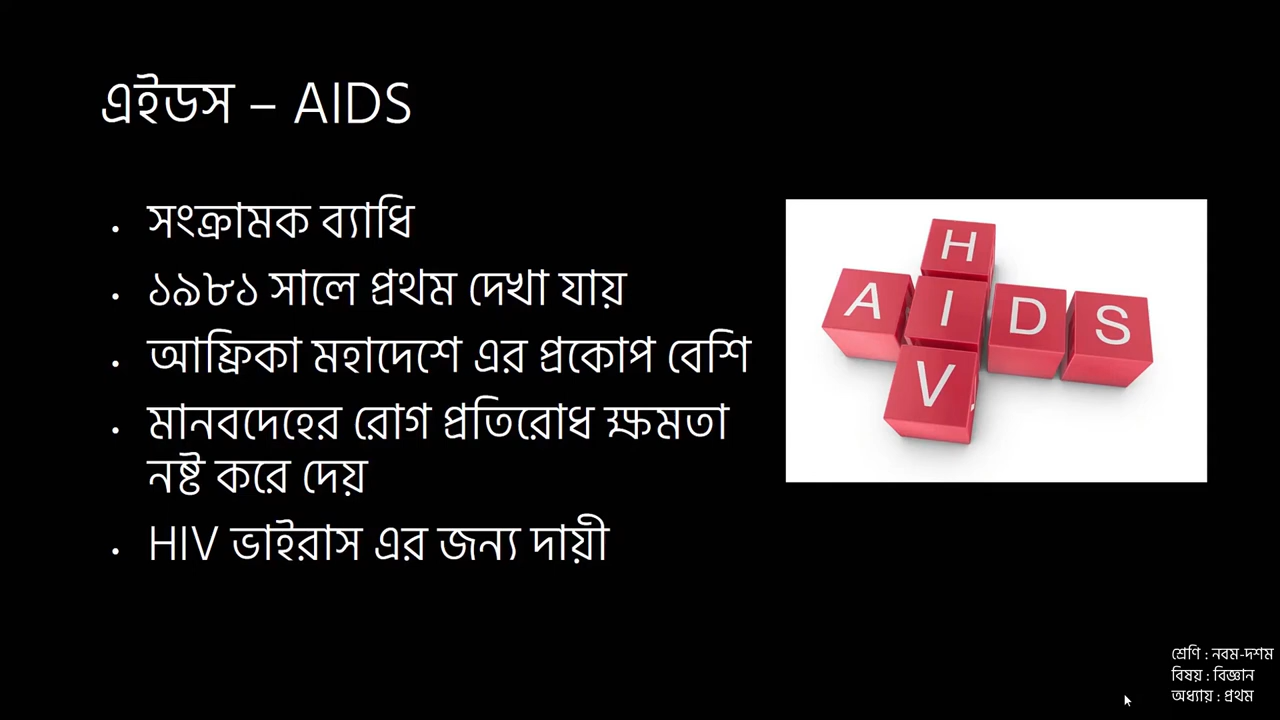 এইডস – AIDS
• সংক্রামক ব্যাধি
• ১৯৮১ সালে প্রথম দেখা যায়
• আফ্রিকা মহাদেশে এর প্রকোপ বেশি
• মানবদেহের রোগ প্রতিরোধ ক্ষমতা
নষ্ট করে দেয়
• HIV ভাইরাস এর জন্য দায়ী
H
A I D S
V
শ্রেণি : নবম-দশম
বিষয় : বিজ্ঞান
অধ্যায় : প্রথম